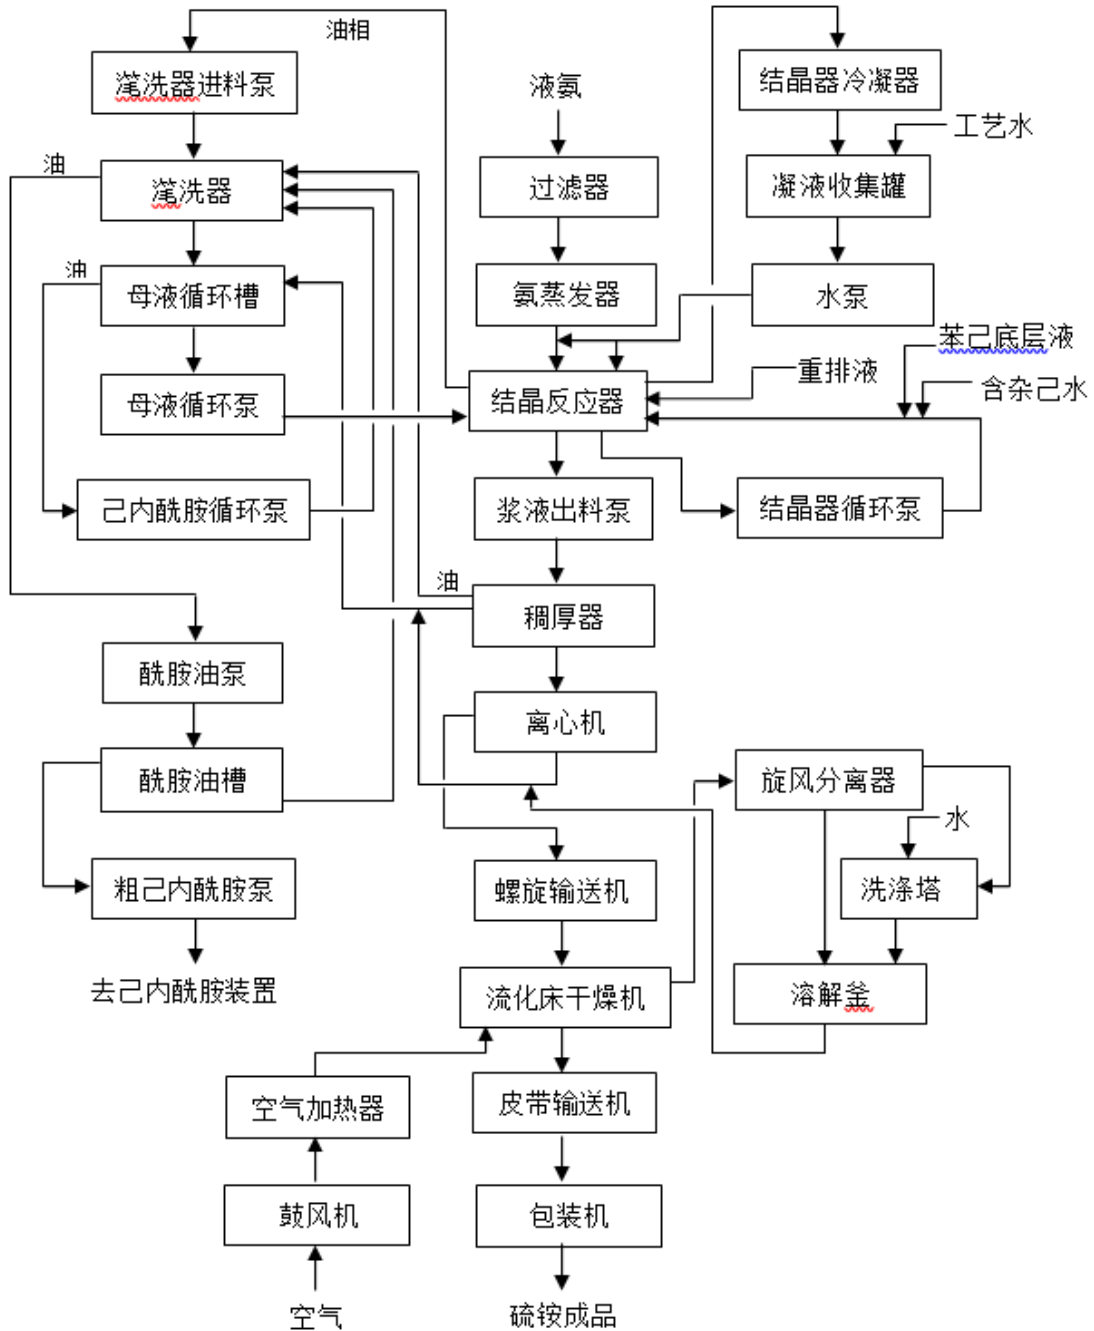 油相
滗洗器进料泵
结晶器冷凝器
液氨
工艺水
油
滗洗器
过滤器
凝液收集罐
油
母液循环槽
氨蒸发器
水泵
苯己底层液
重排液
含杂己水
母液循环泵
结晶反应器
己内酰胺循环泵
浆液出料泵
结晶器循环泵
油
稠厚器
酰胺油泵
离心机
酰胺油槽
旋风分离器
水
粗己内酰胺泵
螺旋输送机
洗涤塔
去己内酰胺装置
流化床干燥机
溶解釜
空气加热器
皮带输送机
鼓风机
包装机
空气
硫铵成品